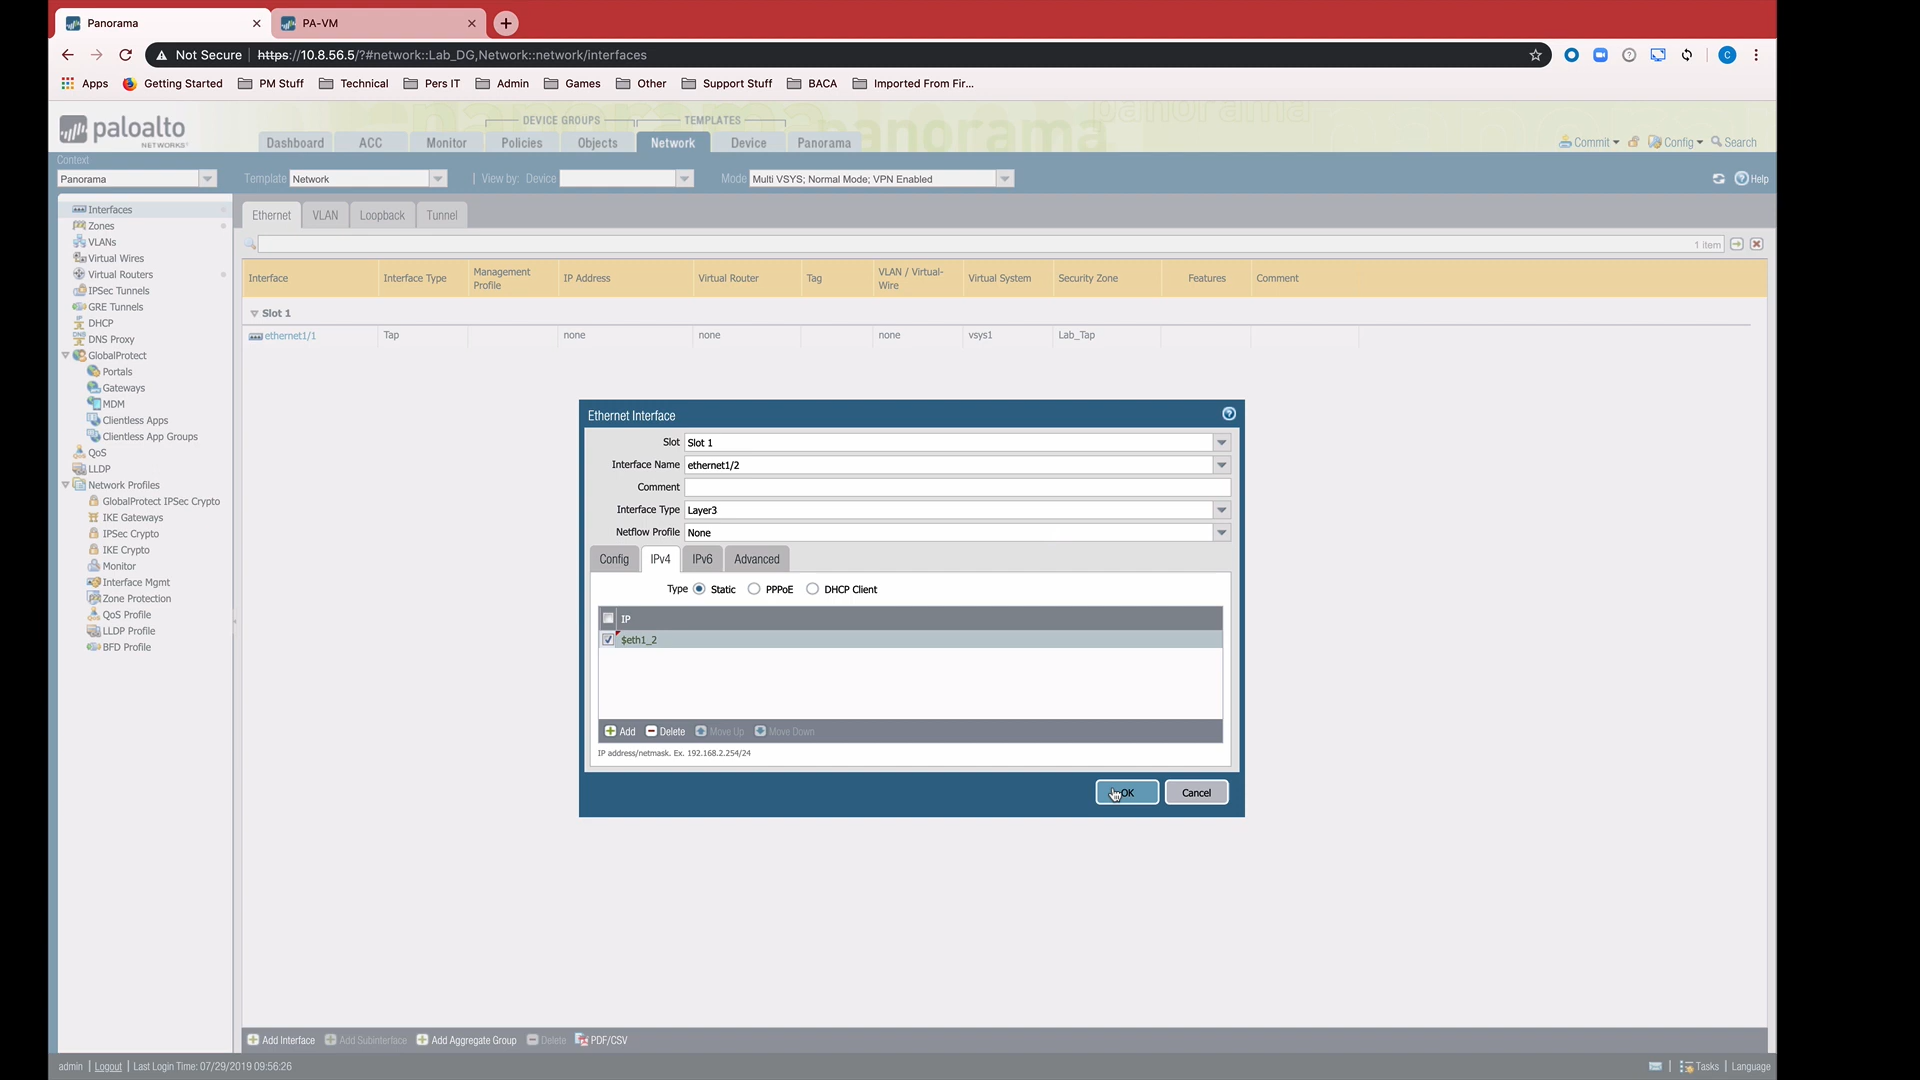 Panorama
PA-VM
Not Secure | https://10.8.56.5/?#network::Lab_DG,Network::network/interfaces
C
Apps Getting Started PM Stuff Technical Pers IT Admin Games Other Support Stuff BACA Imported From Fir...
panorama panorama panorama
paloalto
NETWORKS
DEVICE GROUPS TEMPLATES
Dashboard ACC Monitor Policies Objects Network Device Panorama
Commit Config Search
Context
Panorama Template Network | View by: Device Mode Multi VSYS; Normal Mode; VPN Enabled Help
Interfaces
Zones
VLANs
Virtual Wires
Virtual Routers
IPSec Tunnels
GRE Tunnels
DHCP
DNS Proxy
GlobalProtect
Portals
Gateways
MDM
Clientless Apps
Clientless App Groups
QoS
LLDP
Network Profiles
GlobalProtect IPSec Crypto
IKE Gateways
IPSec Crypto
IKE Crypto
Monitor
Interface Mgmt
Zone Protection
QoS Profile
LLDP Profile
BFD Profile
Ethernet VLAN Loopback Tunnel
1 item
Interface Interface Type Management Profile IP Address Virtual Router Tag VLAN / Virtual-Wire Virtual System Security Zone Features Comment
Slot 1
ethernet1/1 Tap none none none vsys1 Lab_Tap
Ethernet Interface
Slot Slot 1
Interface Name ethernet1/2
Comment
Interface Type Layer3
Netflow Profile None
Config IPv4 IPv6 Advanced
Type Static PPPoE DHCP Client
IP
$eth1_2
Add Delete Move Up Move Down
IP address/netmask. Ex. 192.168.2.254/24
OK Cancel
Add Interface Add Subinterface Add Aggregate Group Delete PDF/CSV
admin | Logout | Last Login Time: 07/29/2019 09:56:26
| Tasks | Language